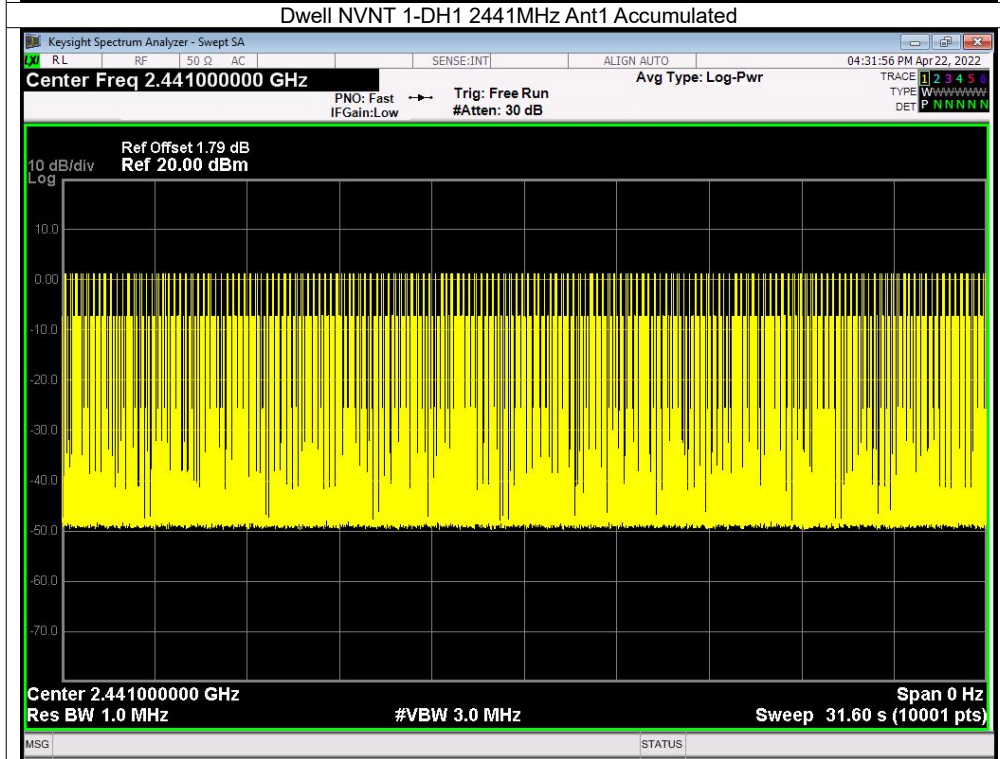 Dwell NVNT 1-DH1 2441MHz Ant1 Accumulated
Keysight Spectrum Analyzer - Swept SA
LXI RL RF 50 Ω AC SENSE:INT ALIGN AUTO 04:31:56 PM Apr 22, 2022
Center Freq 2.441000000 GHz Avg Type: Log-Pwr TRACE 1 2 3 4 5 6
PNO: Fast Trig: Free Run TYPE WWWWWWW
IFGain:Low #Atten: 30 dB DET P N N N N N
Ref Offset 1.79 dB
10 dB/div Ref 20.00 dBm
Log
10.0
0.00
-10.0
-20.0
-30.0
-40.0
-50.0
-60.0
-70.0
Center 2.441000000 GHz Span 0 Hz
Res BW 1.0 MHz #VBW 3.0 MHz Sweep 31.60 s (10001 pts)
MSG STATUS